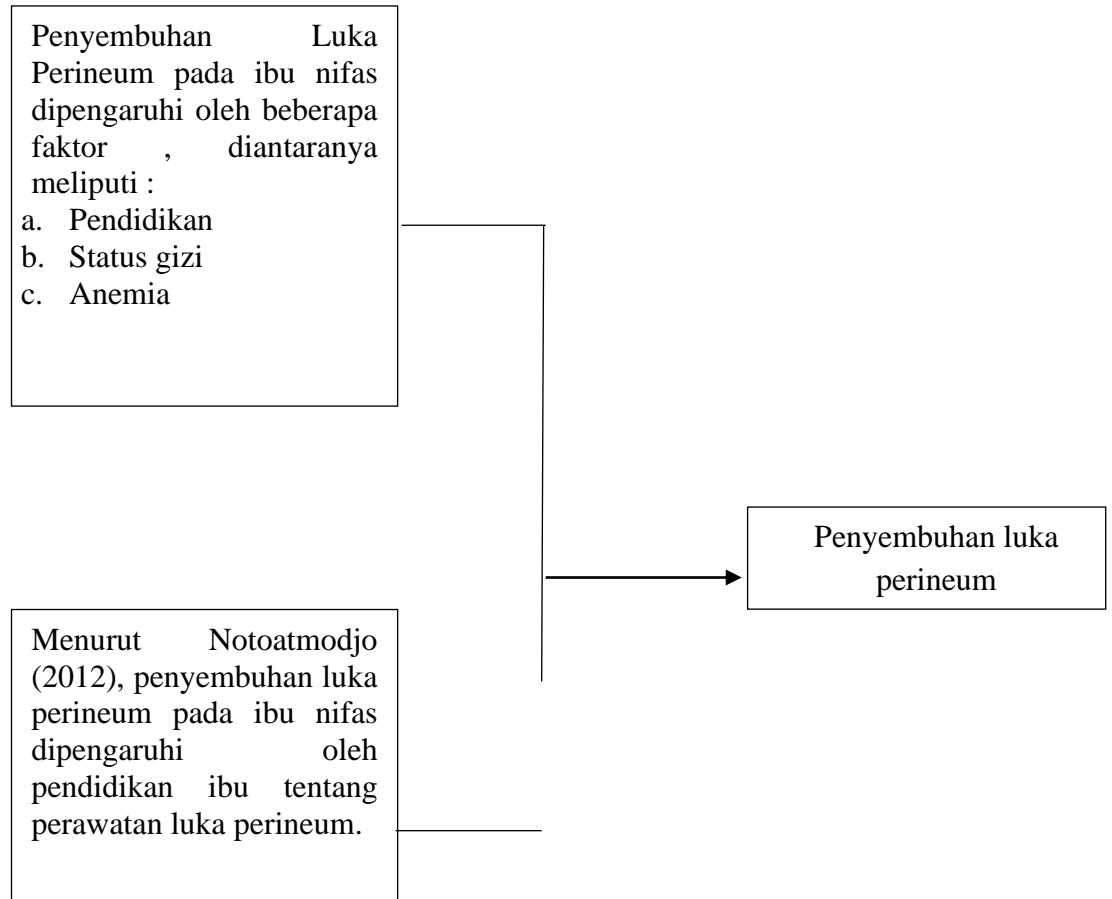 Penyembuhan Luka
Perineum pada ibu nifas
dipengaruhi oleh beberapa
faktor , diantaranya
meliputi :
a. Pendidikan
b. Status gizi
c. Anemia
Penyembuhan luka
perineum
Menurut Notoatmodjo
(2012), penyembuhan luka
perineum pada ibu nifas
dipengaruhi oleh
pendidikan ibu tentang
perawatan luka perineum.